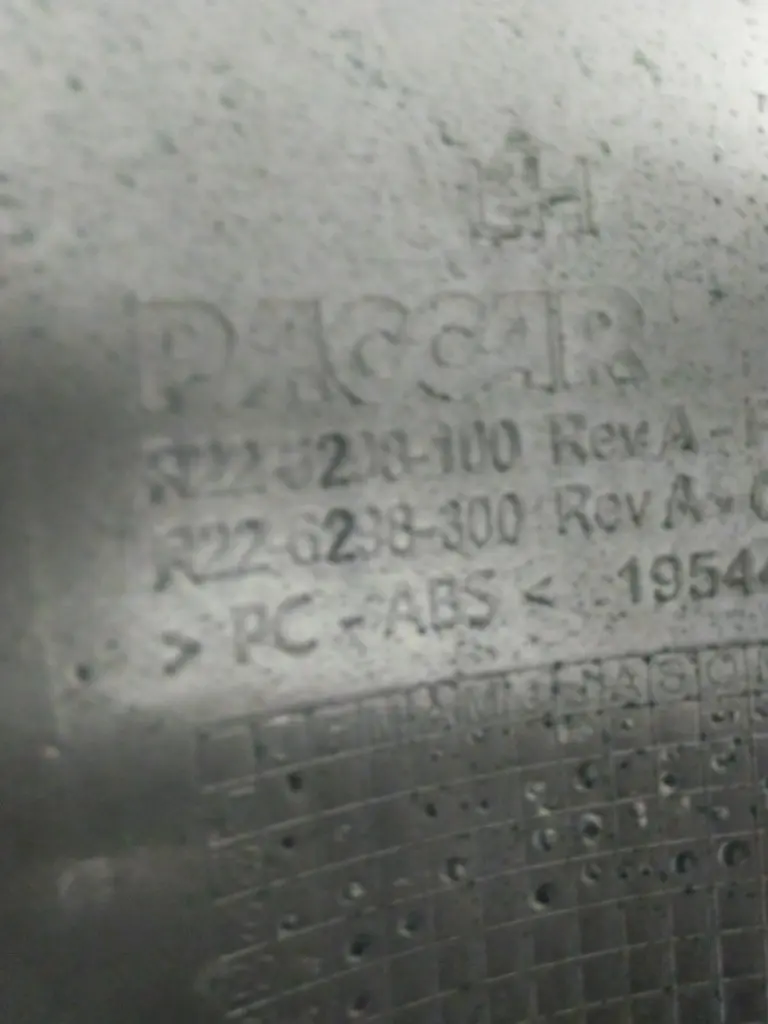 PACCAR
R22-6238-100 Rev A - 
R22-6238-300 Rev A - 
> PC - ABS < 1954
J F M A M J J A S O N